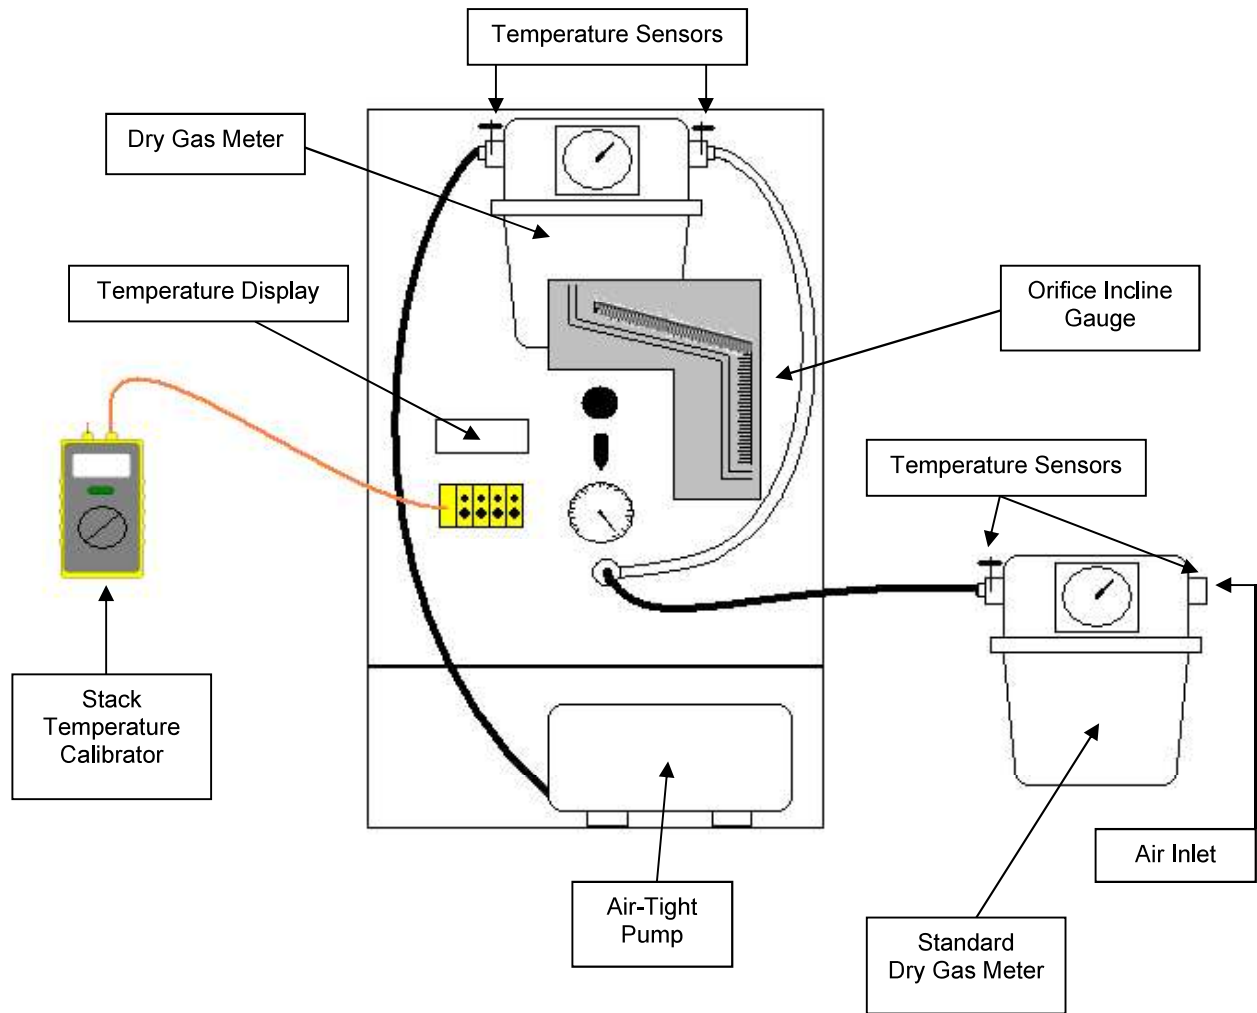 Temperature Sensors
Dry Gas Meter
Temperature Display
Orifice Incline
Gauge
Temperature Sensors
Stack
Temperature
Calibrator
Air Inlet
Air-Tight
Pump
Standard
Dry Gas Meter